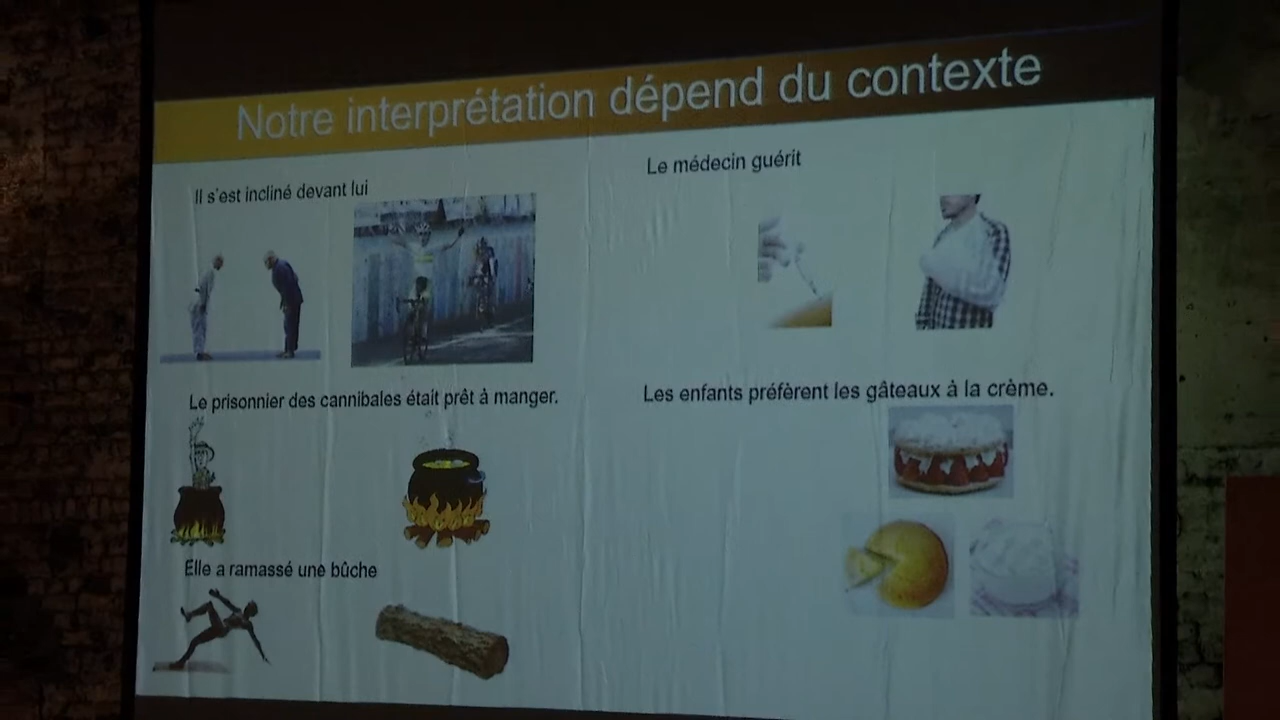 Notre interprétation dépend du contexte
Il s'est incliné devant lui
Le médecin guérit
Le prisonnier des cannibales était prêt à manger.
Les enfants préfèrent les gâteaux à la crème.
Elle a ramassé une bûche